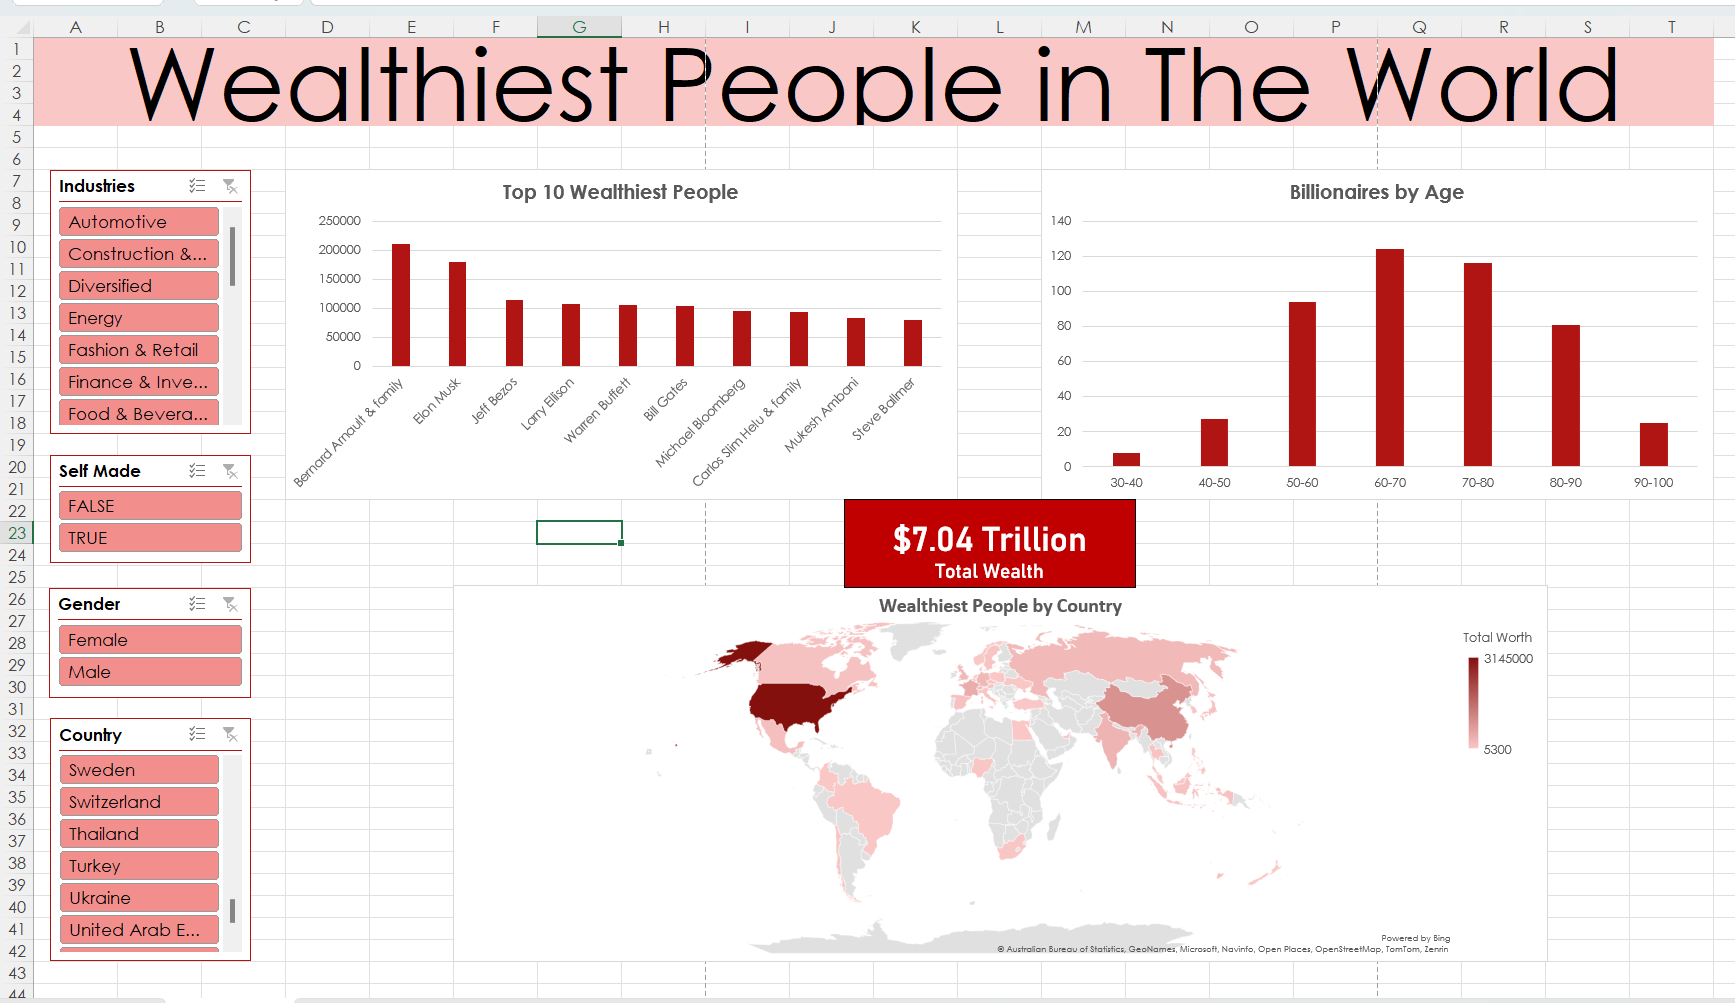 A B C D E F G H I J K L M N O P Q R S T
1
2
3
4
5
6
7
8
9
10
11
12
13
14
15
16
17
18
19
20
21
22
23
24
25
26
27
28
29
30
31
32
33
34
35
36
37
38
39
40
41
42
43
44
Wealthiest People in The World
Industries
Automotive
Construction &...
Diversified
Energy
Fashion & Retail
Finance & Inve...
Food & Bevera...
Self Made
FALSE
TRUE
Gender
Female
Male
Country
Sweden
Switzerland
Thailand
Turkey
Ukraine
United Arab E...
Top 10 Wealthiest People
250000
200000
150000
100000
50000
0
Bernard Arnault & family
Elon Musk
Jeff Bezos
Larry Ellison
Warren Buffett
Bill Gates
Michael Bloomberg
Carlos Slim Helu & family
Mukesh Ambani
Steve Ballmer
Billionaires by Age
140
120
100
80
60
40
20
0
30-40 40-50 50-60 60-70 70-80 80-90 90-100
$7.04 Trillion
Total Wealth
Wealthiest People by Country
Total Worth
3145000
5300
Powered by Bing
© Australian Bureau of Statistics, GeoNames, Microsoft, Navinfo, Open Places, OpenStreetMap, TomTom, Zenrin